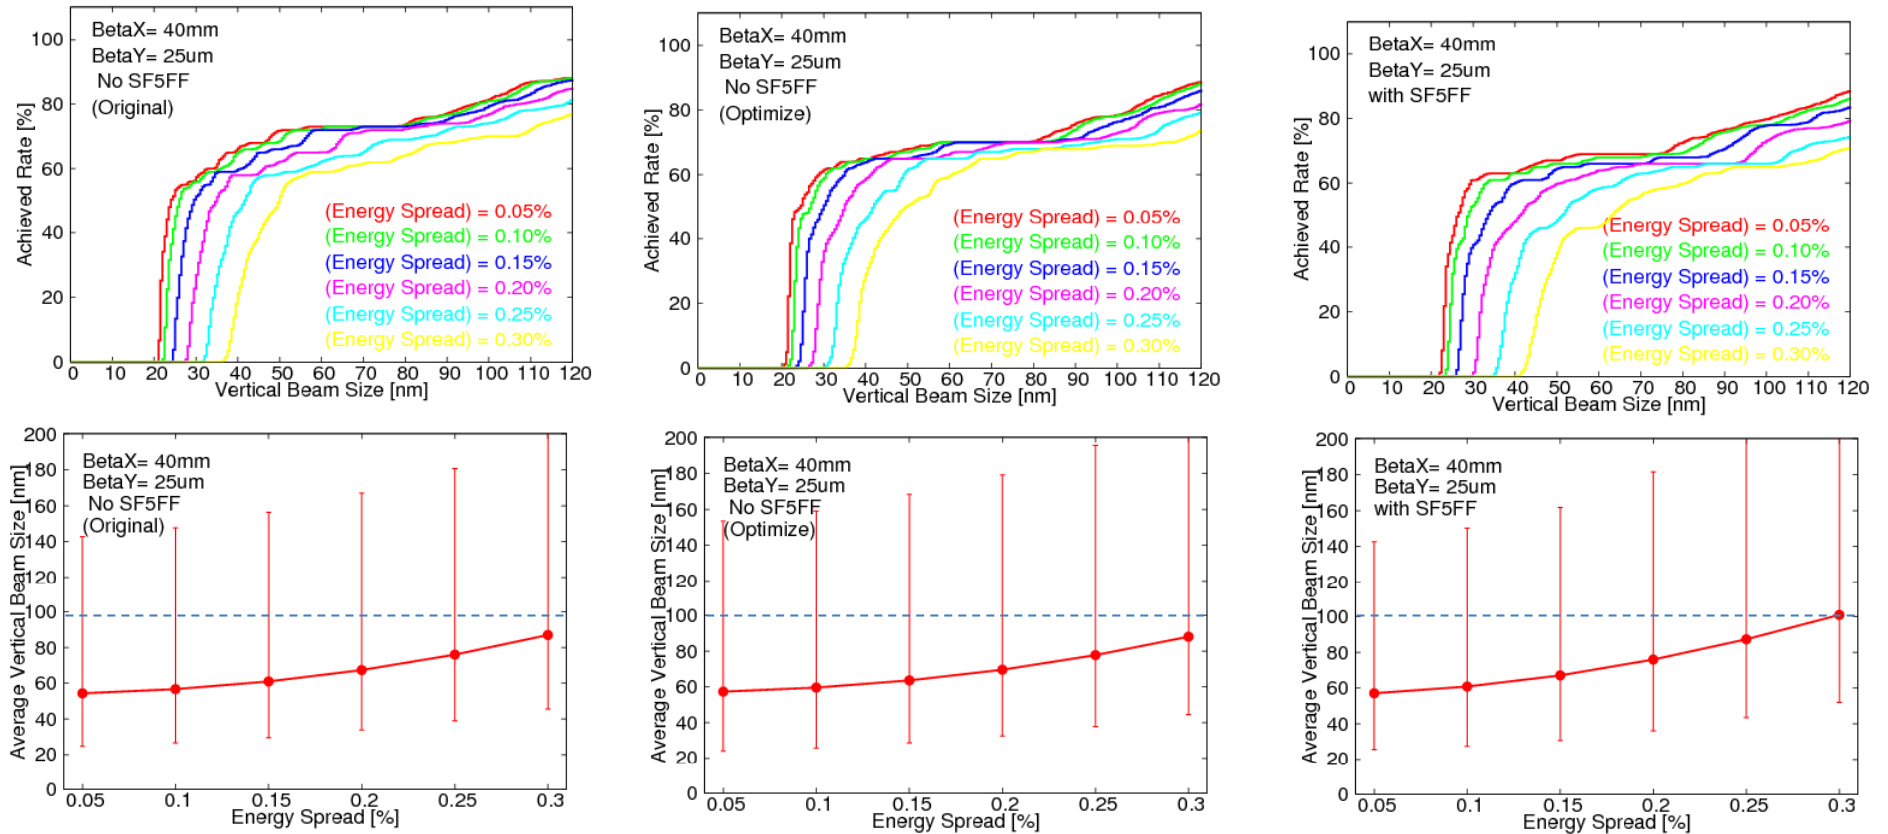 BetaX= 40mm
BetaY= 25um
No SF5FF
(Original)
Achieved Rate [%]
100
80
60
40
20
0
(Energy Spread) = 0.05%
(Energy Spread) = 0.10%
(Energy Spread) = 0.15%
(Energy Spread) = 0.20%
(Energy Spread) = 0.25%
(Energy Spread) = 0.30%
0 10 20 30 40 50 60 70 80 90 100 110 120
Vertical Beam Size [nm]
BetaX= 40mm
BetaY= 25um
No SF5FF
(Optimize)
Achieved Rate [%]
100
80
60
40
20
0
(Energy Spread) = 0.05%
(Energy Spread) = 0.10%
(Energy Spread) = 0.15%
(Energy Spread) = 0.20%
(Energy Spread) = 0.25%
(Energy Spread) = 0.30%
0 10 20 30 40 50 60 70 80 90 100 110 120
Vertical Beam Size [nm]
BetaX= 40mm
BetaY= 25um
with SF5FF
Achieved Rate [%]
100
80
60
40
20
0
(Energy Spread) = 0.05%
(Energy Spread) = 0.10%
(Energy Spread) = 0.15%
(Energy Spread) = 0.20%
(Energy Spread) = 0.25%
(Energy Spread) = 0.30%
0 10 20 30 40 50 60 70 80 90 100 110 120
Vertical Beam Size [nm]
BetaX= 40mm
BetaY= 25um
No SF5FF
(Original)
Average Vertical Beam Size [nm]
200
180
160
140
120
100
80
60
40
20
0
0.05 0.1 0.15 0.2 0.25 0.3
Energy Spread [%]
BetaX= 40mm
BetaY= 25um
No SF5FF
(Optimize)
Average Vertical Beam Size [nm]
200
180
160
140
120
100
80
60
40
20
0
0.05 0.1 0.15 0.2 0.25 0.3
Energy Spread [%]
BetaX= 40mm
BetaY= 25um
with SF5FF
Average Vertical Beam Size [nm]
200
180
160
140
120
100
80
60
40
20
0
0.05 0.1 0.15 0.2 0.25 0.3
Energy Spread [%]